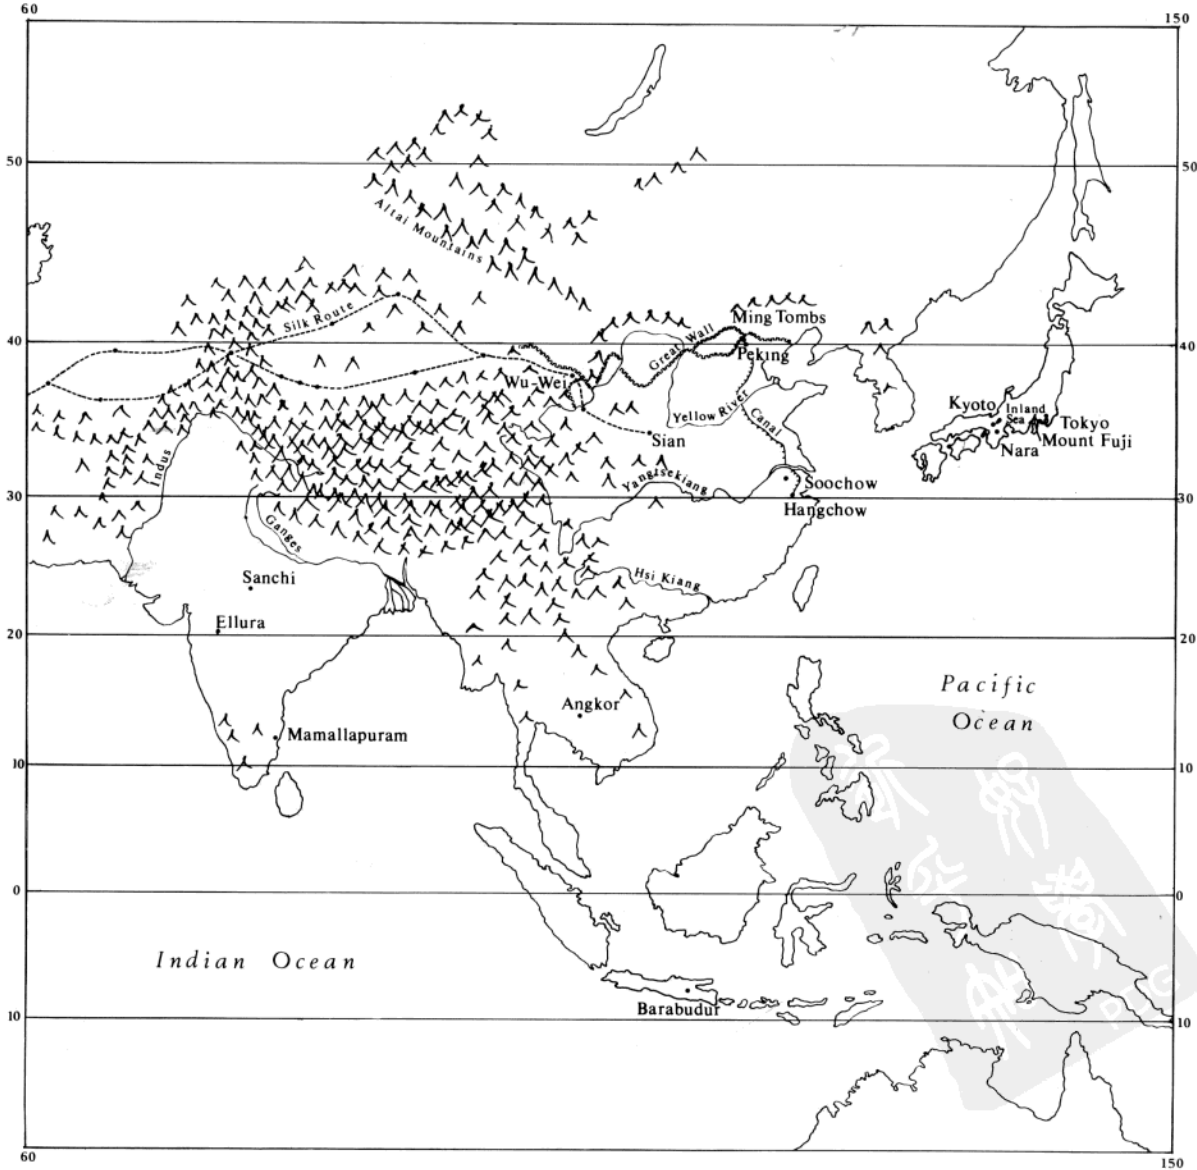 60
150
50
50
Altai Mountains
Silk Route
Ming Tombs
Great Wall
40
40
Peking
Wu-Wei
Yellow River
Canal
Kyoto
Inland
Sea
Tokyo
Mount Fuji
Nara
Sian
Indus
Yangtsekiang
Soochow
30
30
Hangchow
Ganges
Hsi Kiang
Sanchi
Ellura
20
20
Pacific
Ocean
Angkor
Mamallapuram
10
10
0
0
Indian Ocean
Barabudur
10
10
60
150